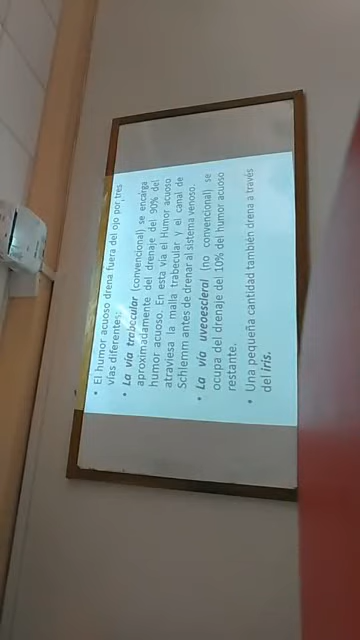 • El humor acuoso drena fuera del ojo por tres
vías diferentes:
• La vía trabecular (convencional) se encarga
aproximadamente del drenaje del 90% del
humor acuoso. En esta vía el Humor acuoso
atraviesa la malla trabecular y el canal de
Schlemm antes de drenar al sistema venoso.
• La vía uveoescleral (no convencional) se
ocupa del drenaje del 10% del humor acuoso
restante.
• Una pequeña cantidad también drena a través
del iris.